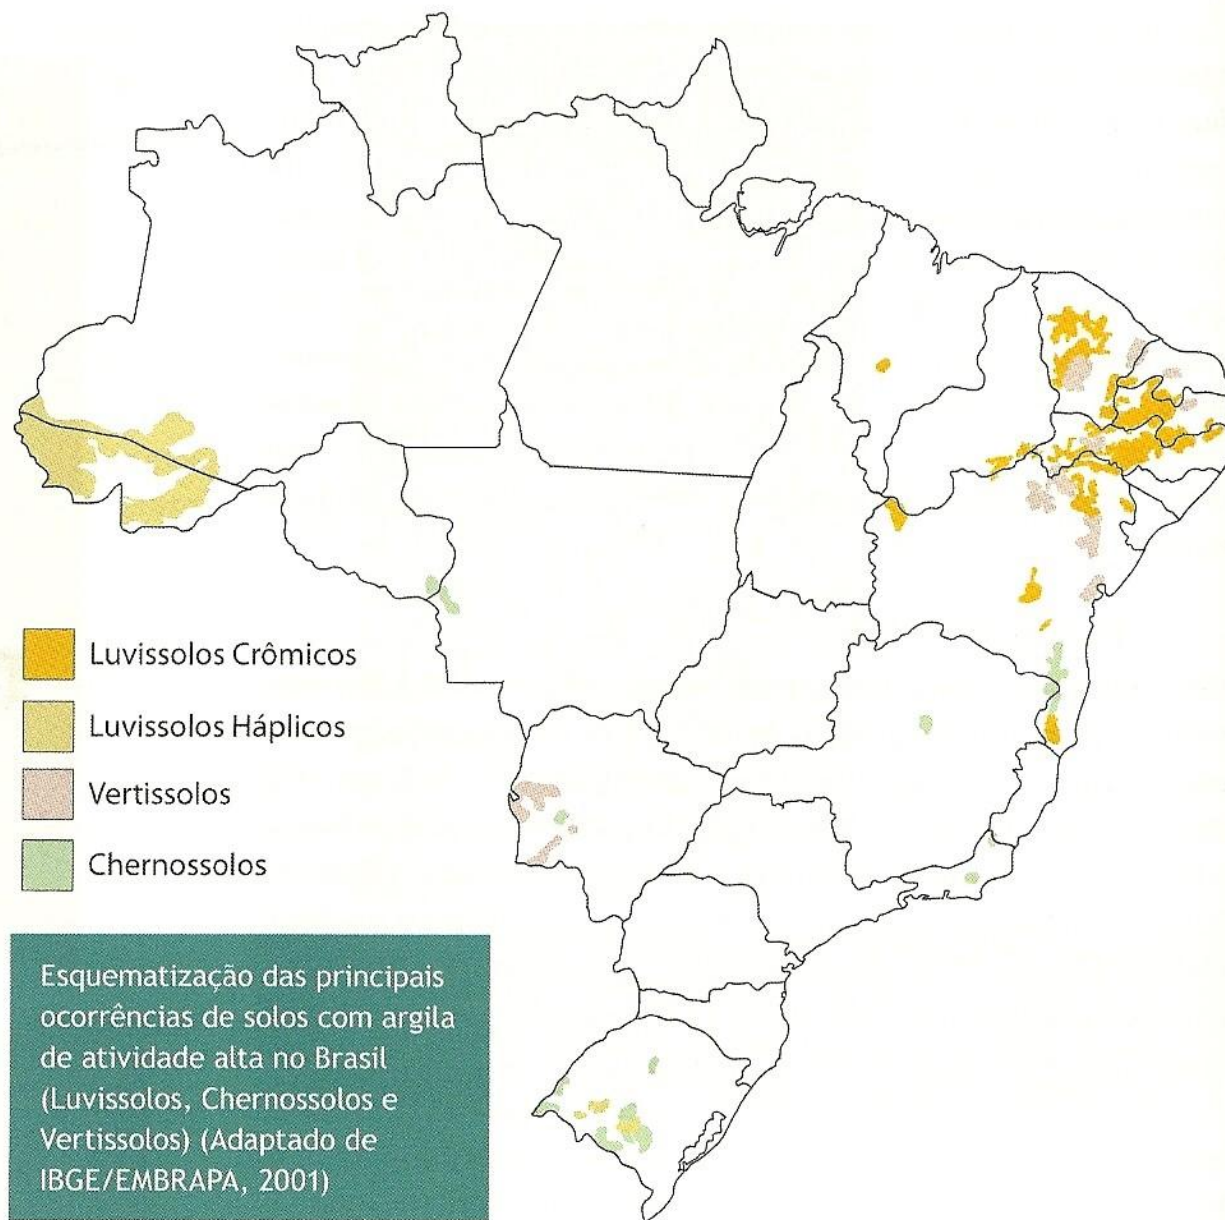 Luvissolos Crômicos
Luvissolos Háplicos
Vertissolos
Chernossolos
Esquematização das principais
ocorrências de solos com argila
de atividade alta no Brasil
(Luvissolos, Chernossolos e
Vertissolos) (Adaptado de
IBGE/EMBRAPA, 2001)